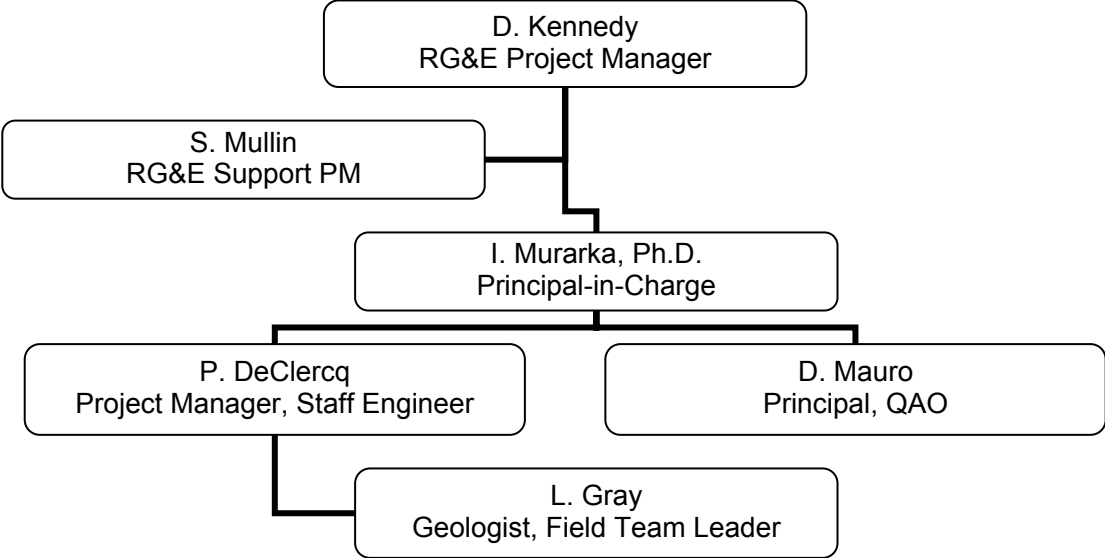 D. Kennedy
RG&E Project Manager
S. Mullin
RG&E Support PM
I. Murarka, Ph.D.
Principal-in-Charge
P. DeClercq
Project Manager, Staff Engineer
D. Mauro
Principal, QAO
L. Gray
Geologist, Field Team Leader